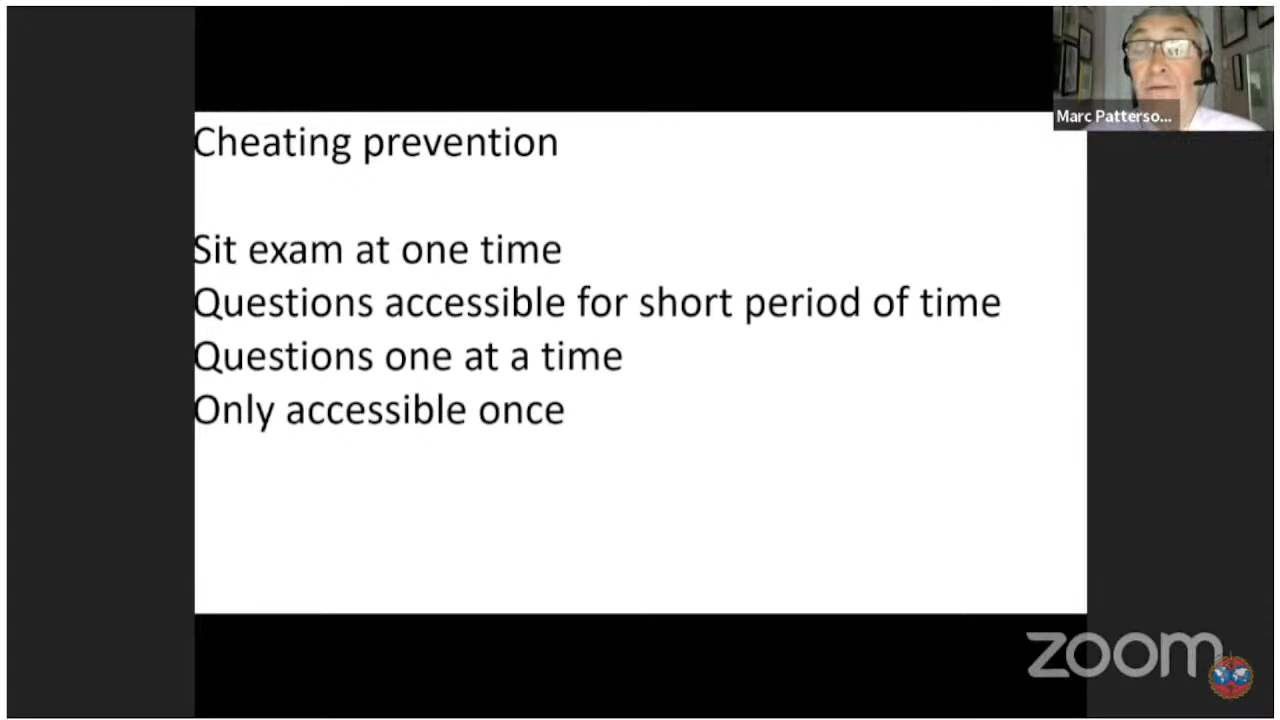 Marc Patterso...
Cheating prevention
Sit exam at one time
Questions accessible for short period of time
Questions one at a time
Only accessible once
zoom